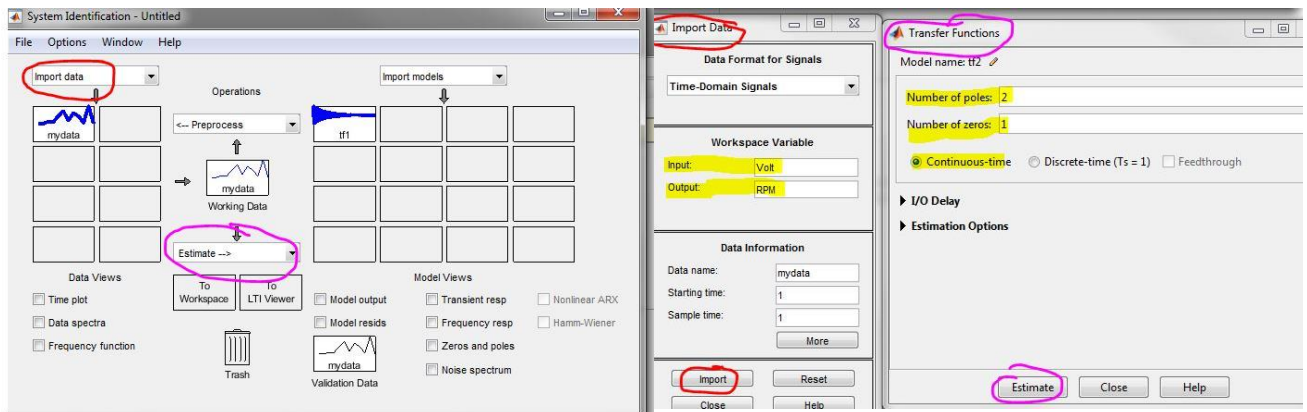 System Identification - Untitled
File Options Window Help
Import data
Import models
Operations
mydata
<-- Preprocess
tf1
mydata
Working Data
Estimate -->
Data Views
To Workspace
To LTI Viewer
Model Views
Time plot
Data spectra
Frequency function
Model output
Transient resp
Nonlinear ARX
Model resids
Frequency resp
Hamm-Wiener
Zeros and poles
Noise spectrum
Trash
mydata
Validation Data
Import Data
Data Format for Signals
Time-Domain Signals
Workspace Variable
Input: Volt
Output: RPM
Data Information
Data name: mydata
Starting time: 1
Sample time: 1
More
Import Reset
Close Help
Transfer Functions
Model name: tf2
Number of poles: 2
Number of zeros: 1
Continuous-time Discrete-time (Ts = 1) Feedthrough
I/O Delay
Estimation Options
Estimate Close Help